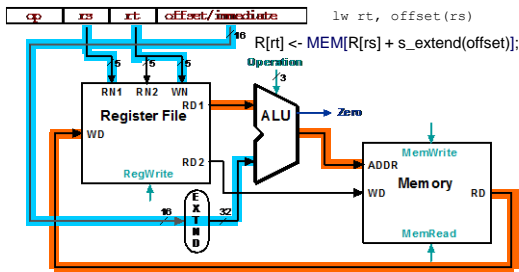 op rs rt offset/immediate
lw rt, offset(rs)
16
R[rt] <- MEM[R[rs] + s_extend(offset)];
5 5 5
Operation
3
RN1 RN2 WN
RD1
Register File
ALU
Zero
WD
RD2
RegWrite
ADDR
MemWrite
Memory
WD
RD
MemRead
16
EXTND
32